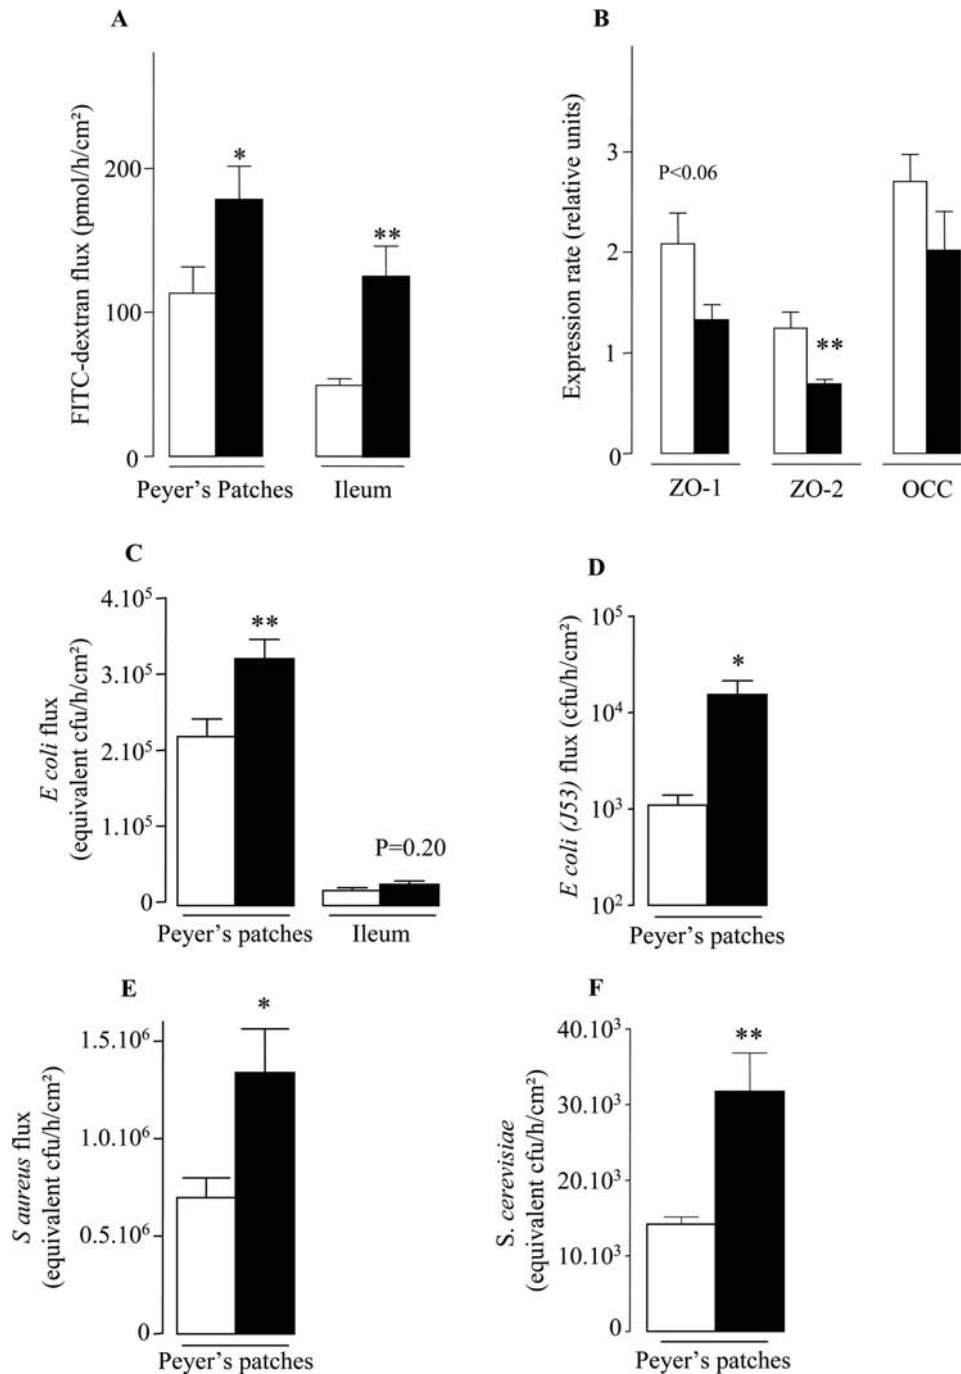 A
FITC-dextran flux (pmol/h/cm²)
200
100
0
*
**
Peyer’s Patches
Ileum
B
Expression rate (relative units)
3
2
1
0
P<0.06
**
ZO-1
ZO-2
OCC
C
E coli flux
(equivalent cfu/h/cm²)
4.10⁵
3.10⁵
2.10⁵
1.10⁵
0
**
P=0.20
Peyer’s patches
Ileum
D
E coli (J53) flux (cfu/h/cm²)
10⁵
10⁴
10³
10²
*
Peyer’s patches
E
S aureus flux
(equivalent cfu/h/cm²)
1.5.10⁶
1.0.10⁶
0.5.10⁶
0
*
Peyer’s patches
F
S. cerevisiae
(equivalent cfu/h/cm²)
40.10³
30.10³
20.10³
10.10³
0
**
Peyer’s patches